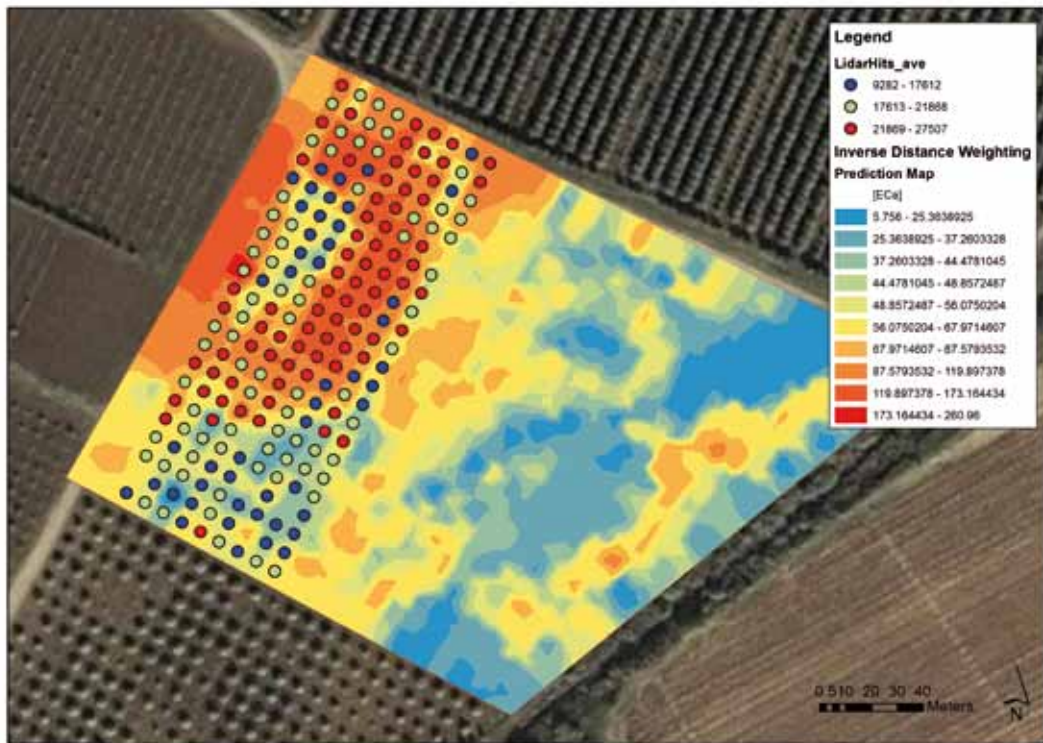 Legend
LidarHits_ave
9282 - 17612
17613 - 21868
21869 - 27507
Inverse Distance Weighting
Prediction Map
[ECa]
5.756 - 25.3638925
25.3638925 - 37.2603328
37.2603328 - 44.4781045
44.4781045 - 48.8572487
48.8572487 - 56.0750204
56.0750204 - 67.9714607
67.9714607 - 87.5793532
87.5793532 - 119.897378
119.897378 - 173.164434
173.164434 - 260.96
0 5 10 20 30 40
Meters
N